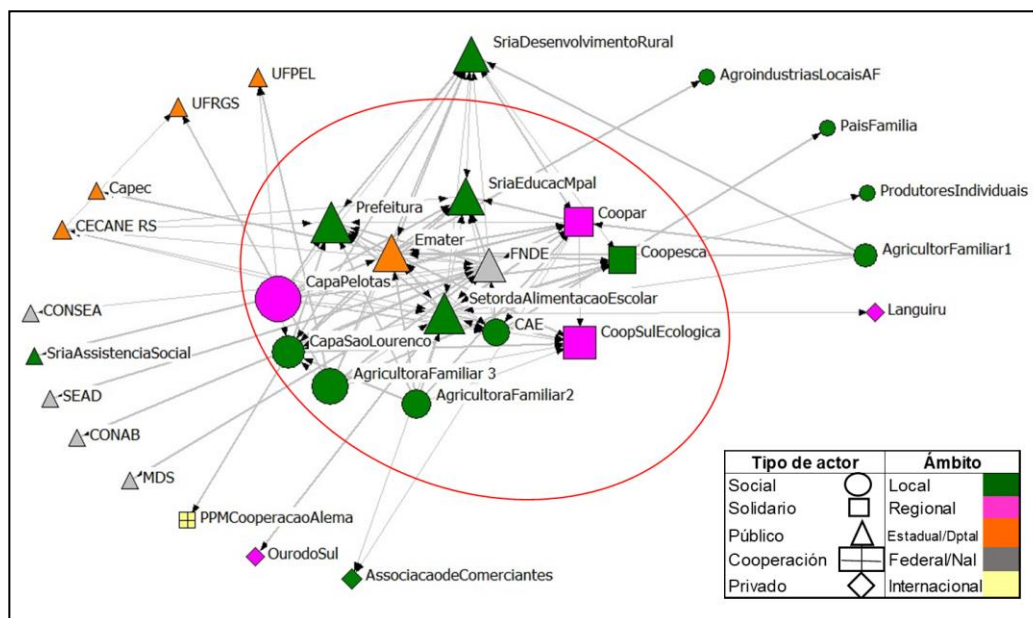 SriaDesenvolvimentoRural
UFPEL
AgroindustriasLocaisAF
UFRGS
PaisFamilia
SriaEducacMpal
Capec
ProdutoresIndividuais
Prefeitura
Coopar
CECANE RS
Emater
FNDE
Coopesca
AgricultorFamiliar1
CapaPelotas
SetordaAlimentacaoEscolar
CONSEA
Languiru
CAE
CapaSaoLourenco
CoopSulEcologica
SriaAssistenciaSocial
AgricultoraFamiliar 3
AgricultoraFamiliar2
SEAD
CONAB
MDS
PPMCooperacaoAlema
OurodoSul
AssociacaodeComerciantes
Tipo de actor Ámbito
Social Local
Solidario Regional
Público Estadual/Dptal
Cooperación Federal/Nal
Privado Internacional